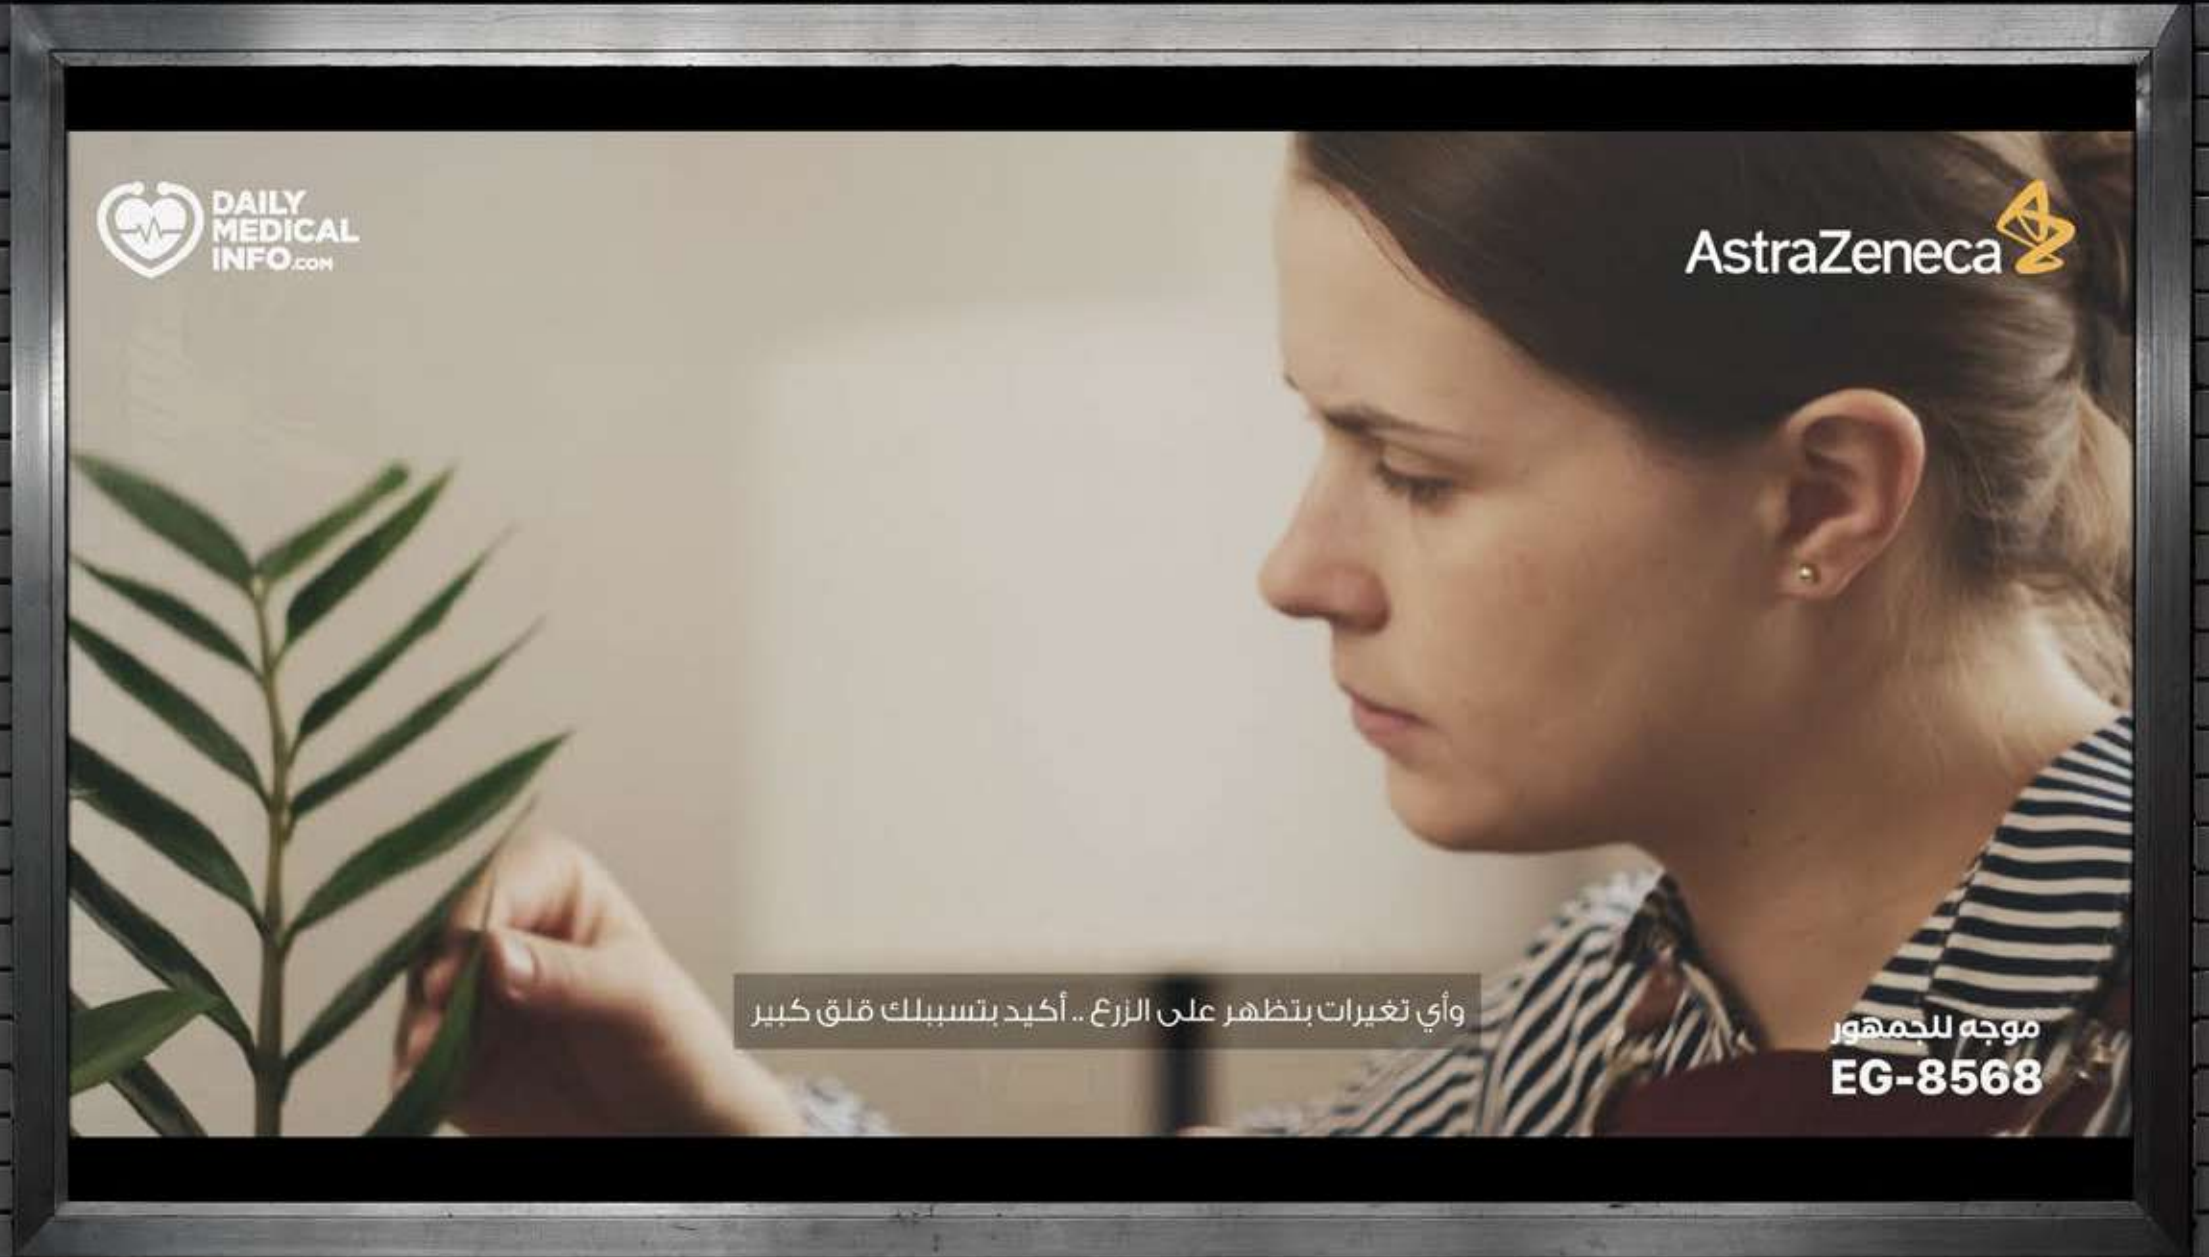 DAILY
MEDICAL
INFO.COM
AstraZeneca
وأي تغيرات بتظهر على الزرع .. أكيد بتسببلك قلق كبير
موجه للجمهور
EG-8568